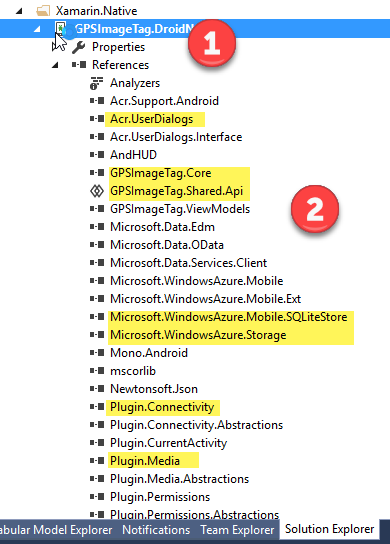 Xamarin.Native
GPSImageTag.DroidN
1
Properties
References
Analyzers
Acr.Support.Android
Acr.UserDialogs
Acr.UserDialogs.Interface
AndHUD
GPSImageTag.Core
GPSImageTag.Shared.Api
GPSImageTag.ViewModels
2
Microsoft.Data.Edm
Microsoft.Data.OData
Microsoft.Data.Services.Client
Microsoft.WindowsAzure.Mobile
Microsoft.WindowsAzure.Mobile.Ext
Microsoft.WindowsAzure.Mobile.SQLiteStore
Microsoft.WindowsAzure.Storage
Mono.Android
mscorlib
Newtonsoft.Json
Plugin.Connectivity
Plugin.Connectivity.Abstractions
Plugin.CurrentActivity
Plugin.Media
Plugin.Media.Abstractions
Plugin.Permissions
Plugin.Permissions.Abstractions
abular Model Explorer Notifications Team Explorer Solution Explorer